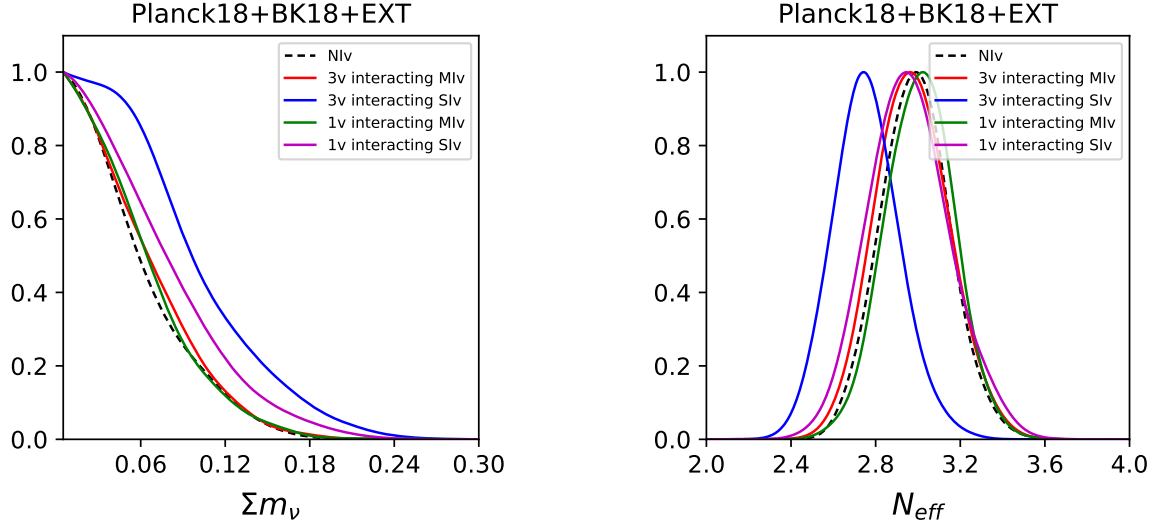 Planck18+BK18+EXT
NIν
3ν interacting MIν
3ν interacting SIν
1ν interacting MIν
1ν interacting SIν
1.0
0.8
0.6
0.4
0.2
0.0
0.06 0.12 0.18 0.24 0.30
Σmν
Planck18+BK18+EXT
NIν
3ν interacting MIν
3ν interacting SIν
1ν interacting MIν
1ν interacting SIν
1.0
0.8
0.6
0.4
0.2
0.0
2.0 2.4 2.8 3.2 3.6 4.0
Neff